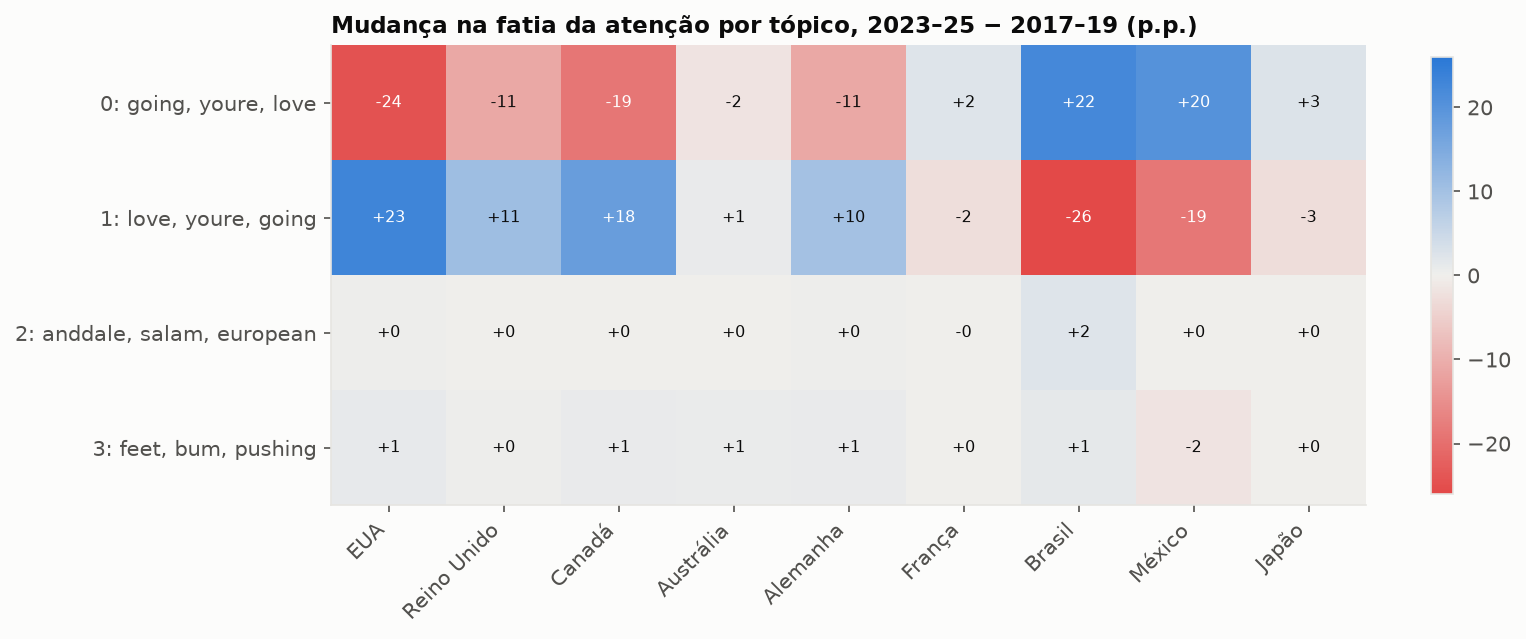 Mudança na fatia da atenção por tópico, 2023–25 − 2017–19 (p.p.)
0: going, youre, love
-24 -11 -19 -2 -11 +2 +22 +20 +3
1: love, youre, going
+23 +11 +18 +1 +10 -2 -26 -19 -3
2: anddale, salam, european
+0 +0 +0 +0 +0 -0 +2 +0 +0
3: feet, bum, pushing
+1 +0 +1 +1 +1 +0 +1 -2 +0
EUA
Reino Unido
Canadá
Austrália
Alemanha
França
Brasil
México
Japão
20
10
0
−10
−20